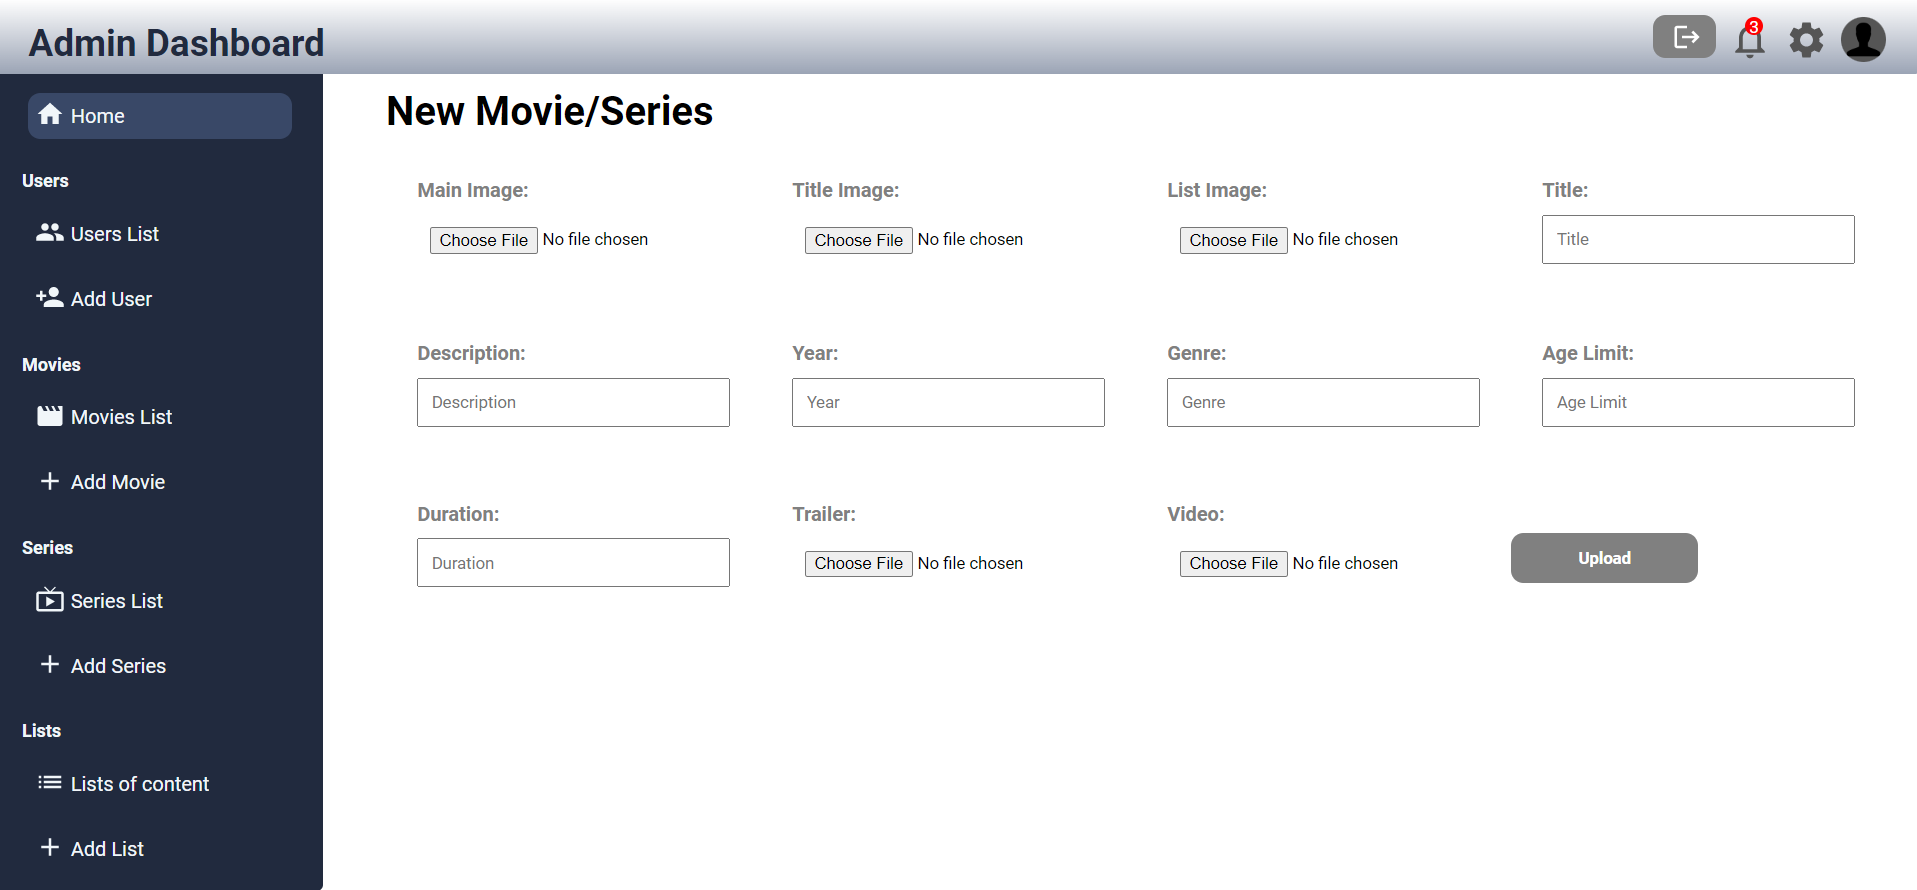 Admin Dashboard
3
Home
Users
Users List
Add User
Movies
Movies List
Add Movie
Series
Series List
Add Series
Lists
Lists of content
Add List
New Movie/Series
Main Image: Title Image: List Image: Title:
Choose File No file chosen Choose File No file chosen Choose File No file chosen Title
Description: Year: Genre: Age Limit:
Description Year Genre Age Limit
Duration: Trailer: Video:
Duration Choose File No file chosen Choose File No file chosen Upload